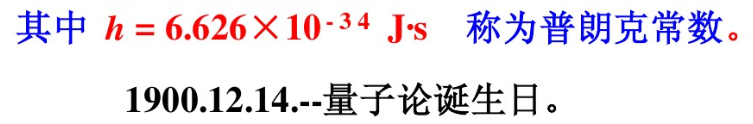 其中 h = 6.626×10⁻³⁴ J·s 称为普朗克常数。
1900.12.14.--量子论诞生日。